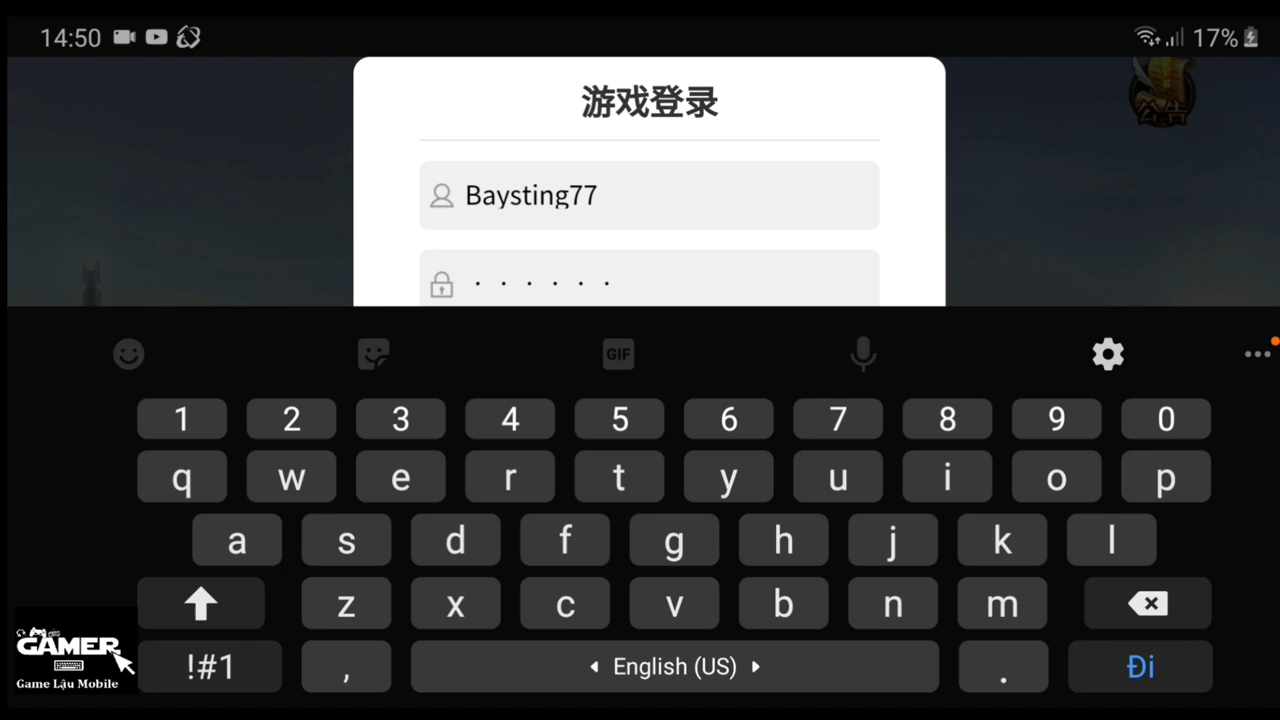 14:50
17%
公告
游戏登录
Baysting77
· · · · · ·
GIF
1 2 3 4 5 6 7 8 9 0
q w e r t y u i o p
a s d f g h j k l
z x c v b n m
!#1 , English (US) . Đi
GAMER
Game Lậu Mobile